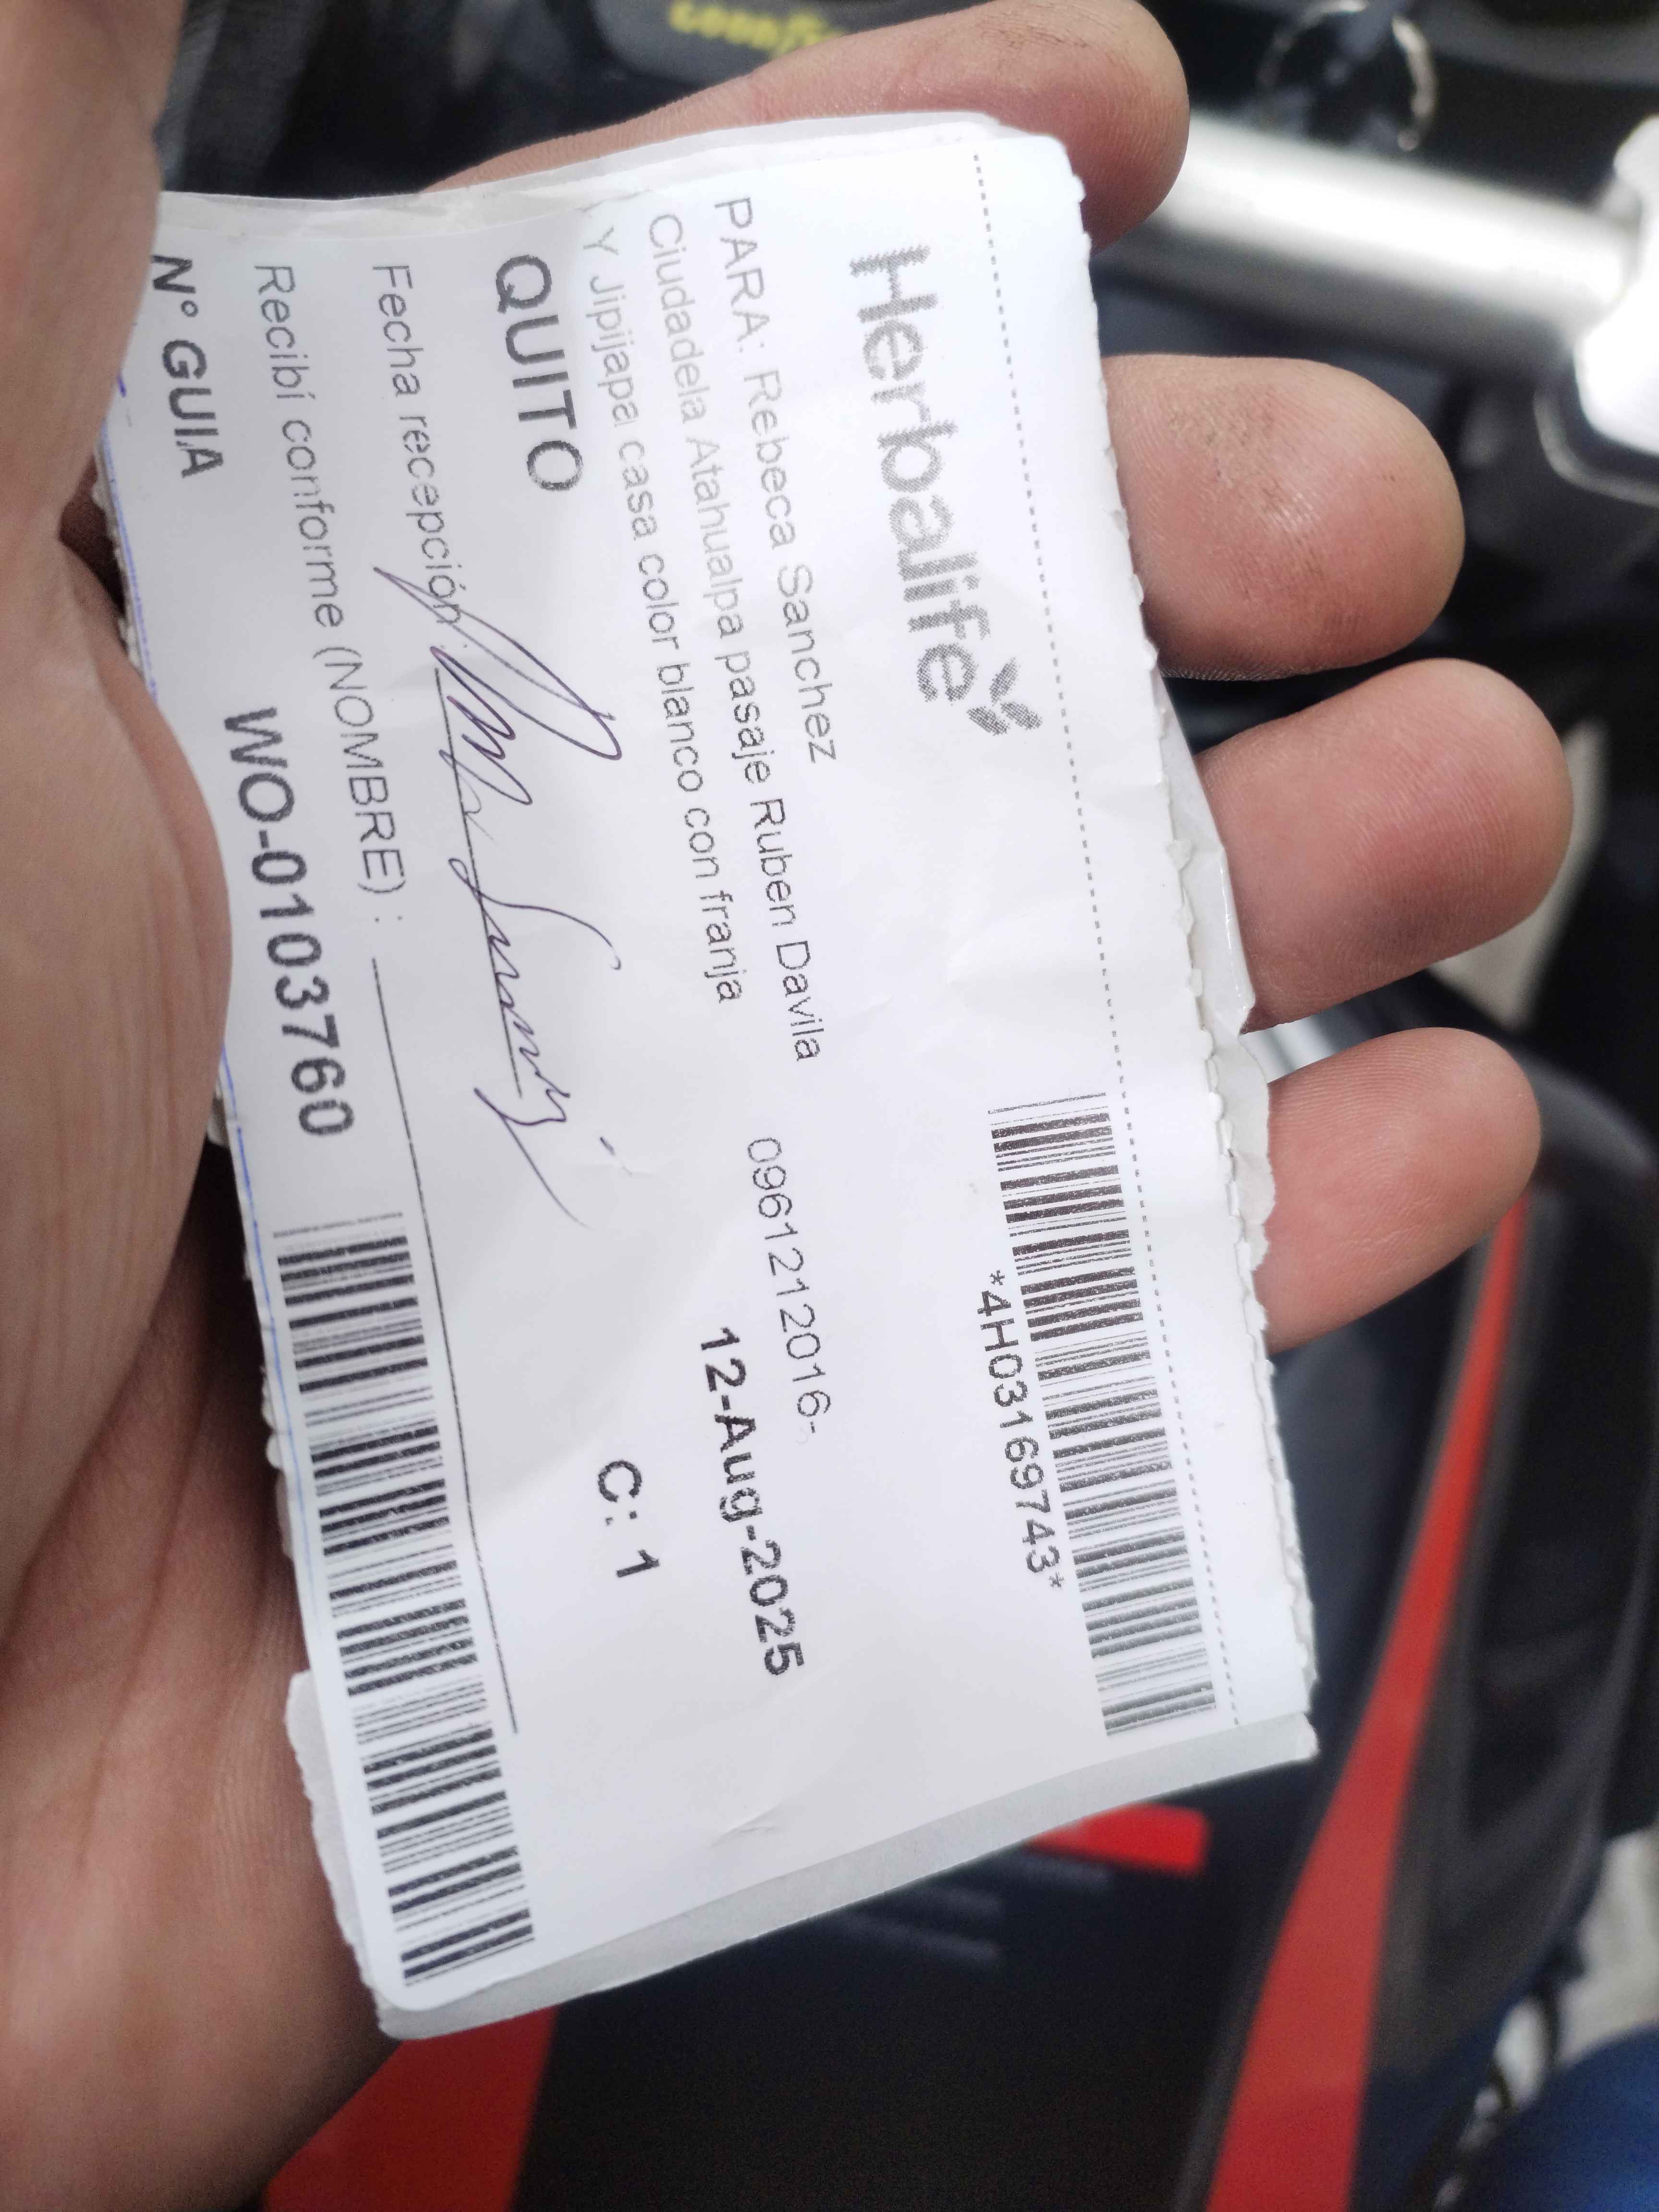 Herbalife
*4H03169743*
PARA: Rebeca Sanchez
Ciudadela Atahualpa pasaje Ruben Davila 0961212016-
Y Jipijapa casa color blanco con franja
12-Aug-2025
QUITO C: 1
Fecha recepción
Recibí conforme (NOMBRE) :
N° GUIA WO-0103760